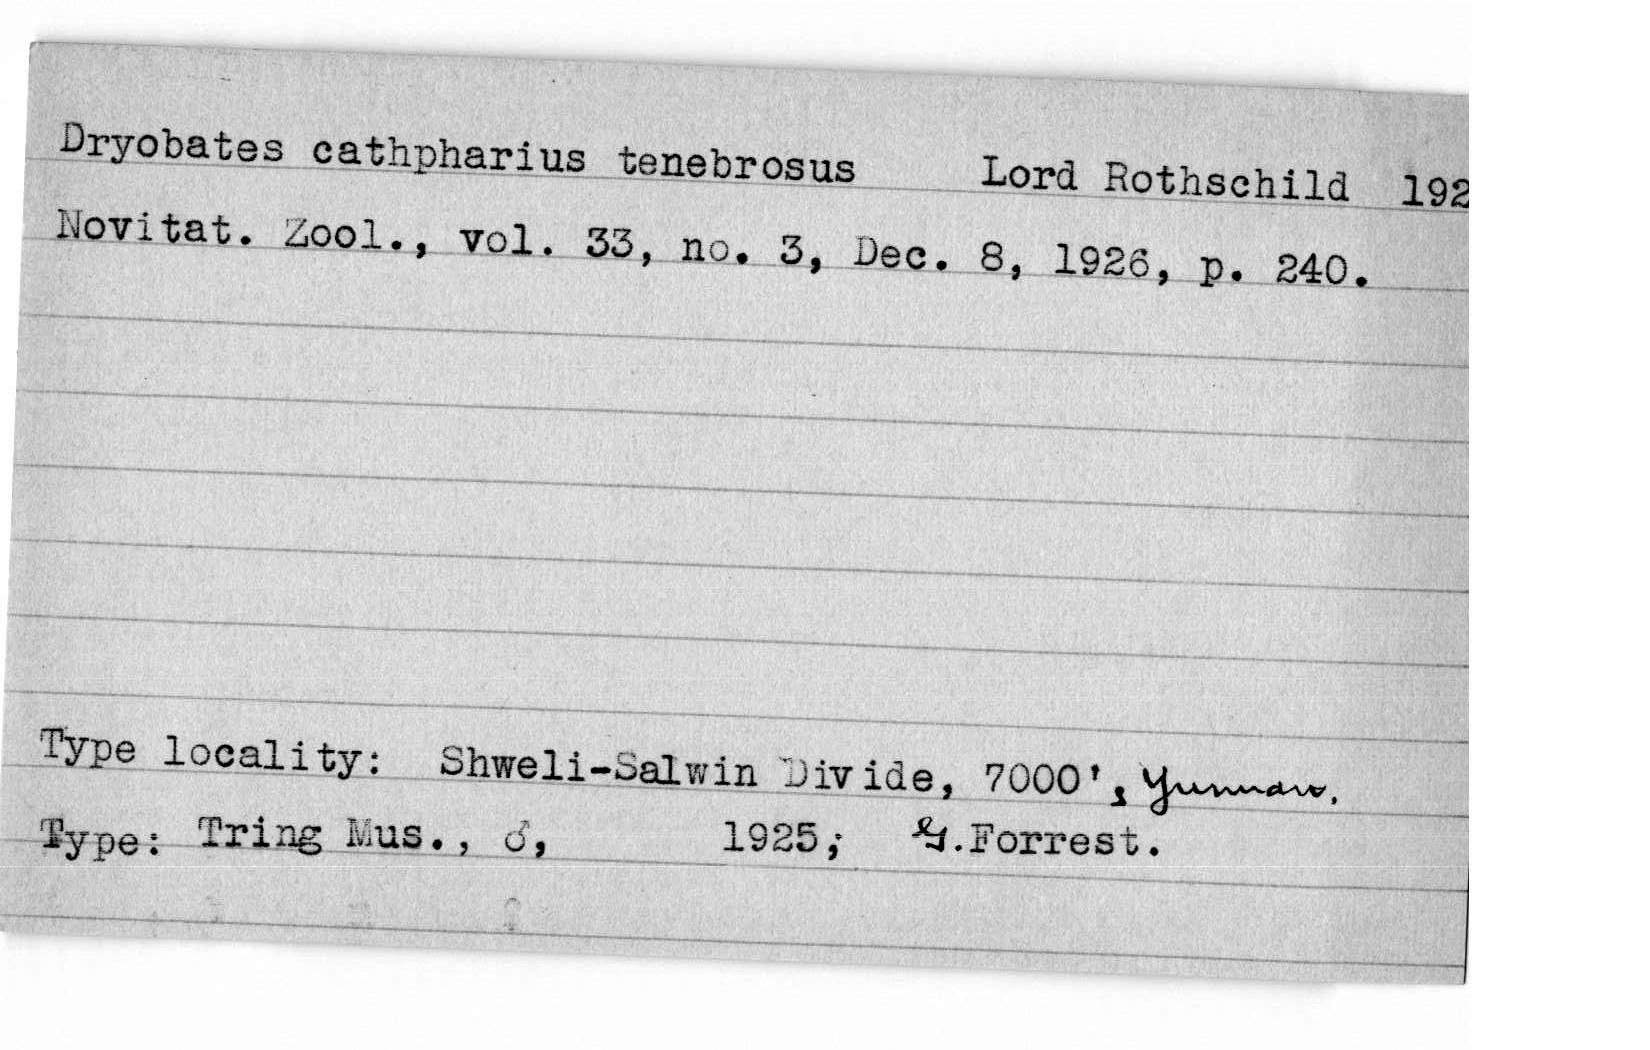 Dryobates cathpharius tenebrosus Lord Rothschild 192
Novitat. Zool., vol. 33, no. 3, Dec. 8, 1926, p. 240.
Type locality: Shweli-Salwin Divide, 7000', Yunnan.
Type: Tring Mus., ♂, 1925; G.Forrest.